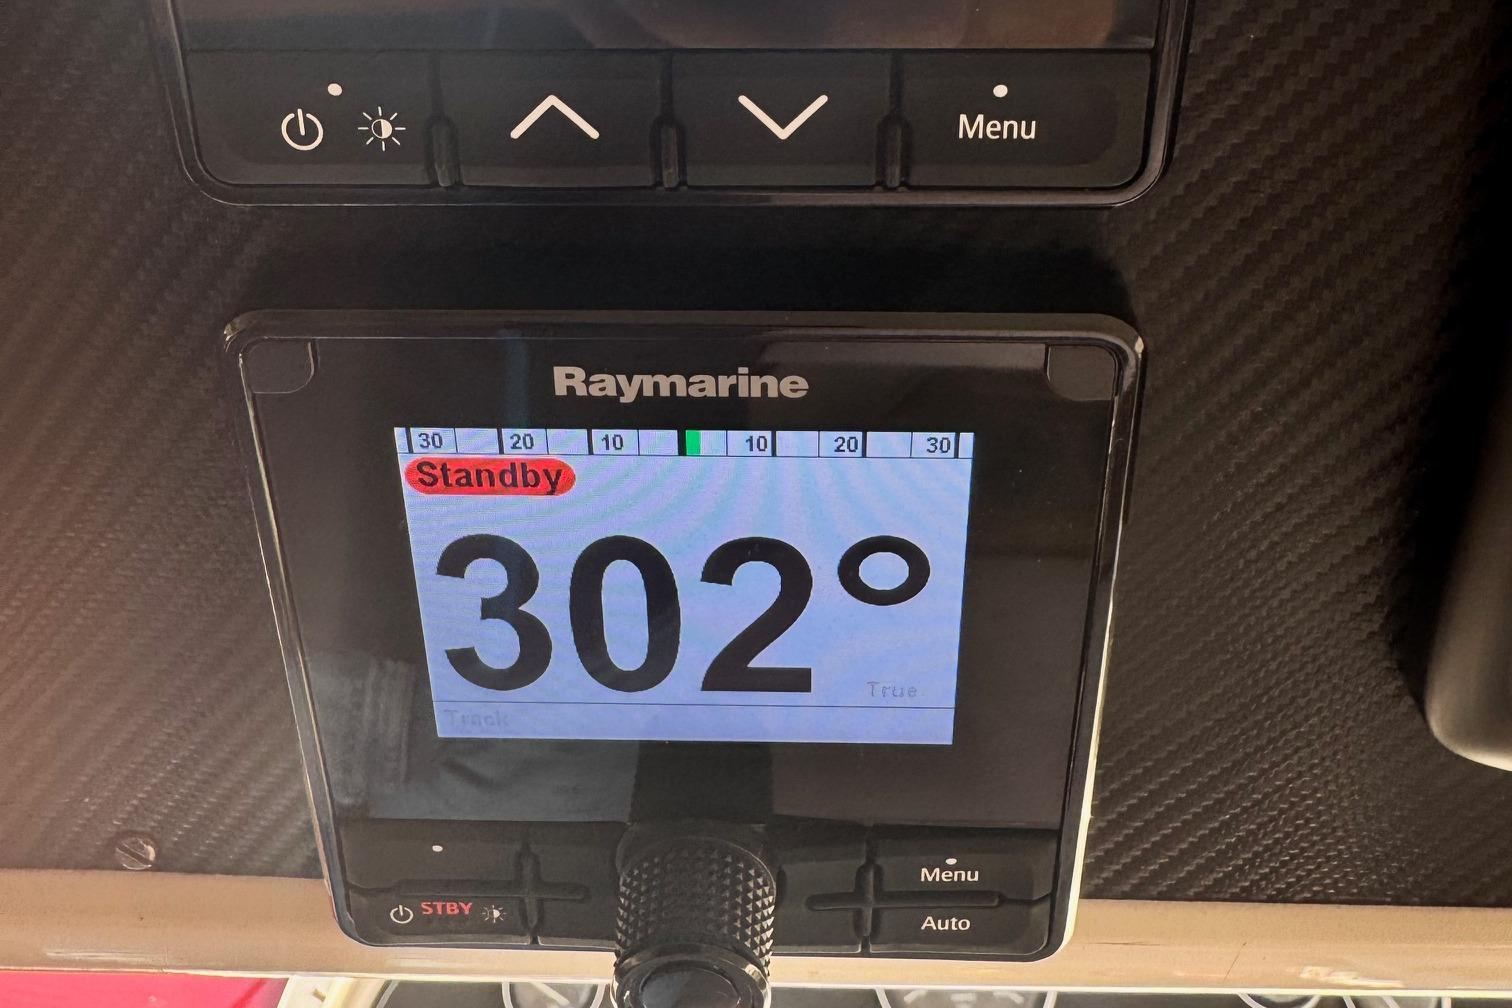 Menu
Raymarine
30 20 10 10 20 30
Standby
302°
True
Track
Menu
STBY
Auto